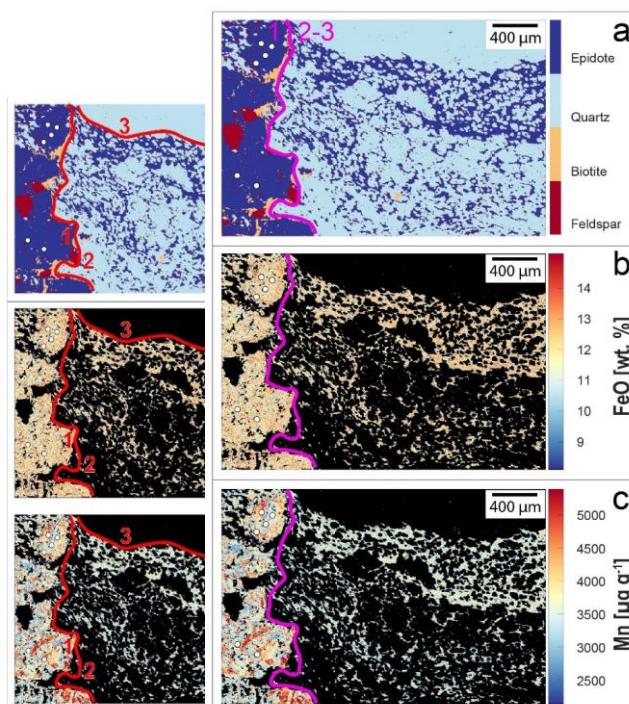 1 2-3
400 µm
a
Epidote
Quartz
Biotite
Feldspar
3
1
2
400 µm
b
14
13
12
11
10
9
FeO [wt. %]
3
1
2
400 µm
c
5000
4500
4000
3500
3000
2500
Mn [µg g⁻¹]
3
1
2